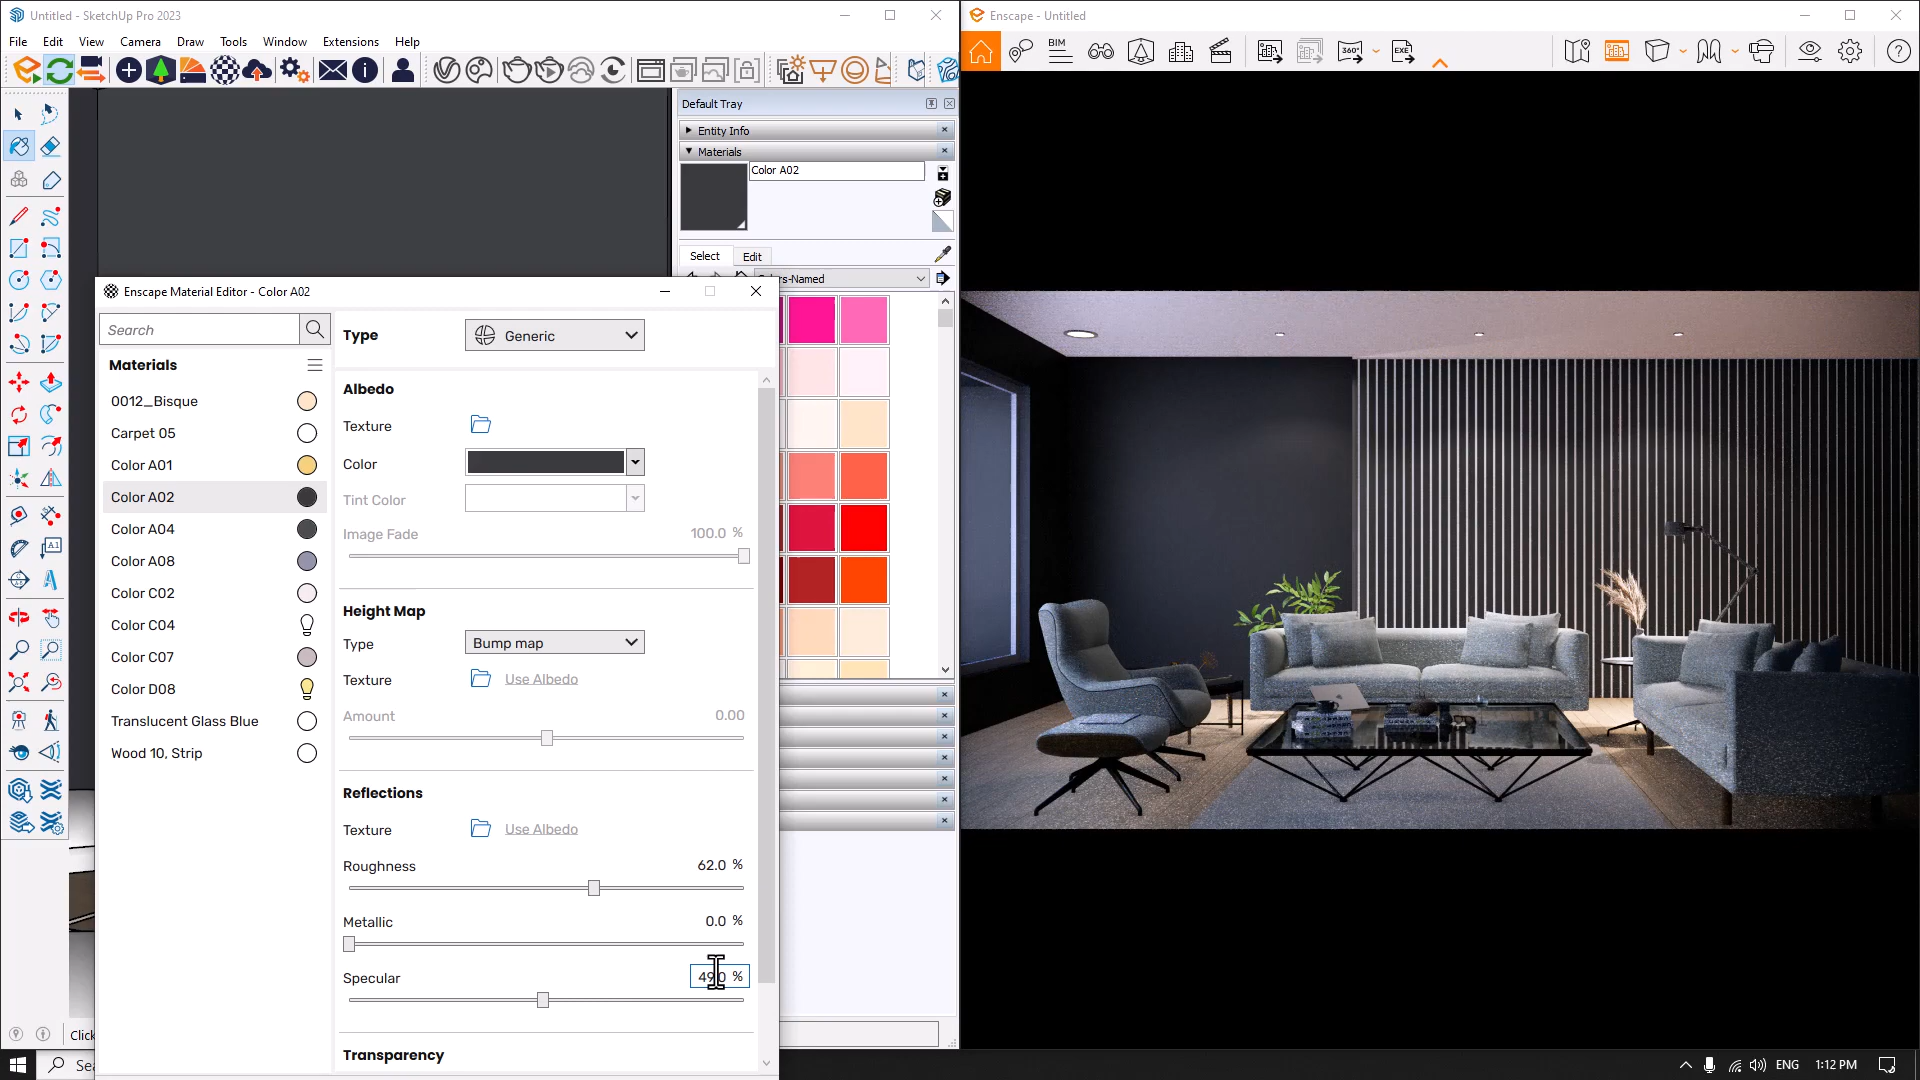 Untitled - SketchUp Pro 2023
File Edit View Camera Draw Tools Window Extensions Help
Default Tray
Entity Info
Materials
Color A02
Select Edit
Enscape Material Editor - Color A02
Search
Materials
0012_Bisque
Carpet 05
Color A01
Color A02
Color A04
Color A08
Color C02
Color C04
Color C07
Color D08
Translucent Glass Blue
Wood 10, Strip
Type Generic
Albedo
Texture
Color
Tint Color
Image Fade 100.0 %
Height Map
Type Bump map
Texture Use Albedo
Amount 0.00
Reflections
Texture Use Albedo
Roughness 62.0 %
Metallic 0.0 %
Specular 49.0 %
Transparency
Click
Enscape - Untitled
BIM
360°
EXE
ENG 1:12 PM